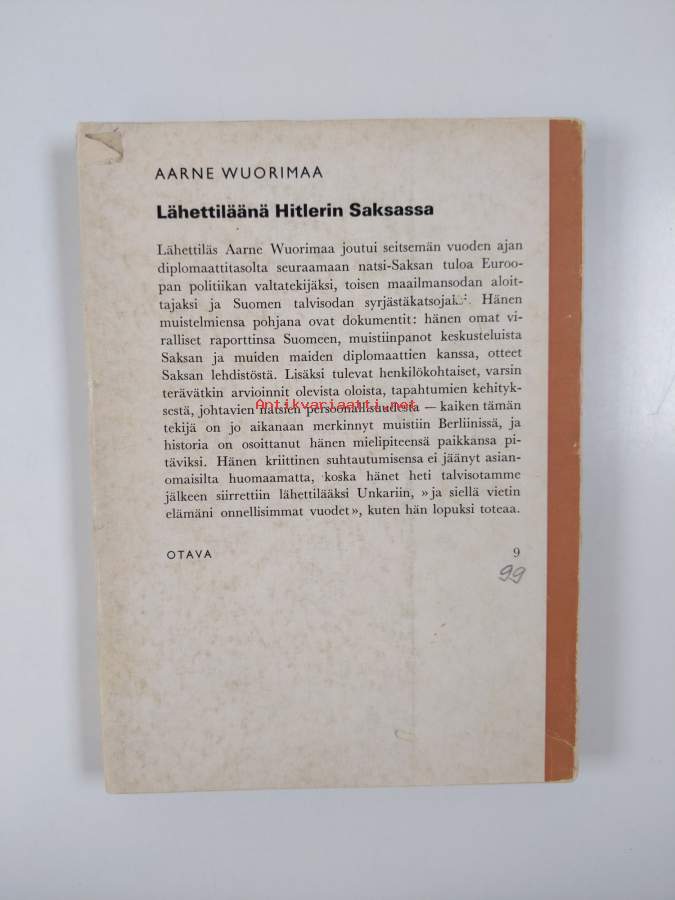 AARNE WUORIMAA
Lähettiläänä Hitlerin Saksassa
Lähettiläs Aarne Wuorimaa joutui seitsemän vuoden ajan
diplomaattitasolta seuraamaan natsi-Saksan tuloa Euroo-
pan politiikan valtatekijäksi, toisen maailmansodan aloit-
tajaksi ja Suomen talvisodan syrjästäkatsojaksi. Hänen
muistelmiensa pohjana ovat dokumentit: hänen omat vi-
ralliset raporttinsa Suomeen, muistiinpanot keskusteluista
Saksan ja muiden maiden diplomaattien kanssa, otteet
Saksan lehdistöstä. Lisäksi tulevat henkilökohtaiset, varsin
terävätkin arvioinnit olevista oloista, tapahtumien kehityk-
Antikvariaatti.net
sestä, johtavien natsien persoonallisuudesta — kaiken tämän
tekijä on jo aikanaan merkinnyt muistiin Berliinissä, ja
historia on osoittanut hänen mielipiteensä paikkansa pi-
täviksi. Hänen kriittinen suhtautumisensa ei jäänyt asian-
omaisilta huomaamatta, koska hänet heti talvisotamme
jälkeen siirrettiin lähettilääksi Unkariin, »ja siellä vietin
elämäni onnellisimmat vuodet», kuten hän lopuksi toteaa.
OTAVA 9
99